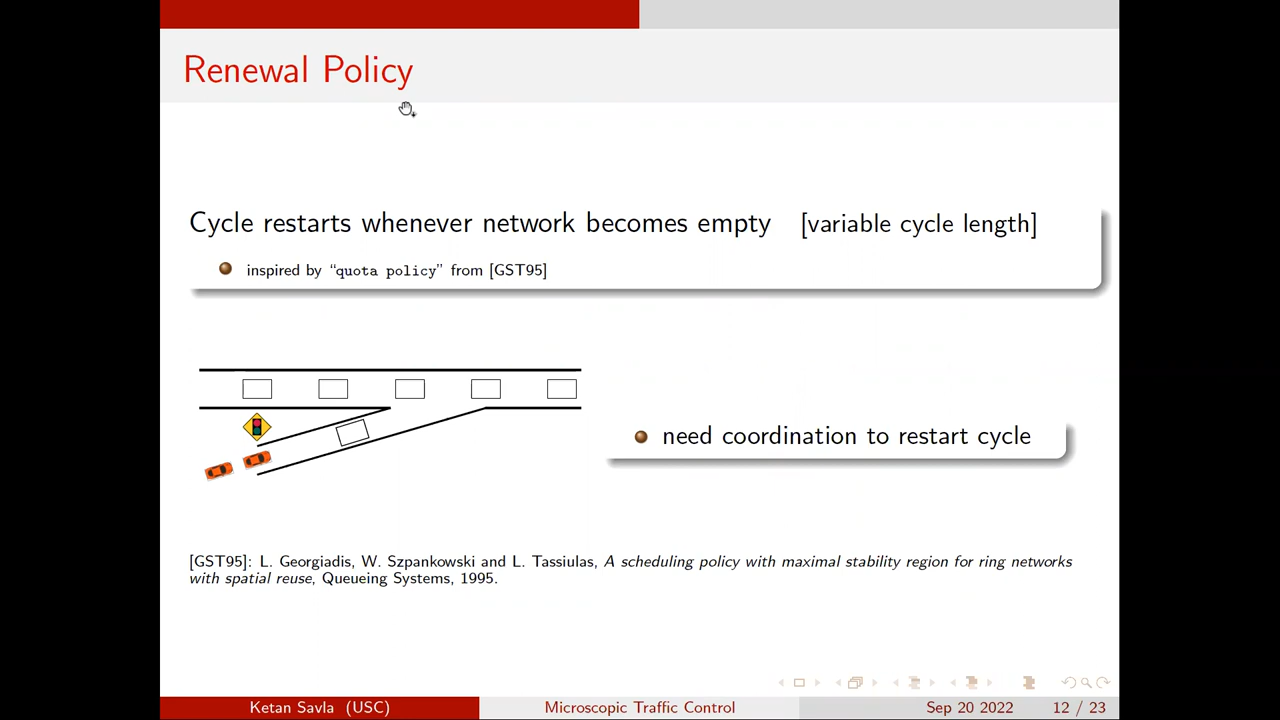 Renewal Policy
Cycle restarts whenever network becomes empty [variable cycle length]
inspired by “quota policy” from [GST95]
need coordination to restart cycle
[GST95]: L. Georgiadis, W. Szpankowski and L. Tassiulas, A scheduling policy with maximal stability region for ring networks
with spatial reuse, Queueing Systems, 1995.
Ketan Savla (USC) Microscopic Traffic Control Sep 20 2022 12 / 23